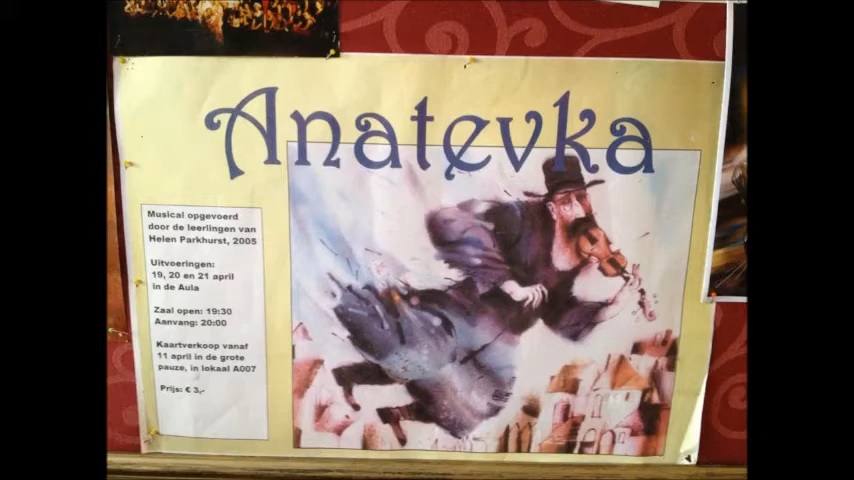 Anatevka
Musical opgevoerd
door de leerlingen van
Helen Parkhurst, 2005
Uitvoeringen:
19, 20 en 21 april
in de Aula
Zaal open: 19:30
Aanvang: 20:00
Kaartverkoop vanaf
11 april in de grote
pauze, in lokaal A007
Prijs: € 3,-